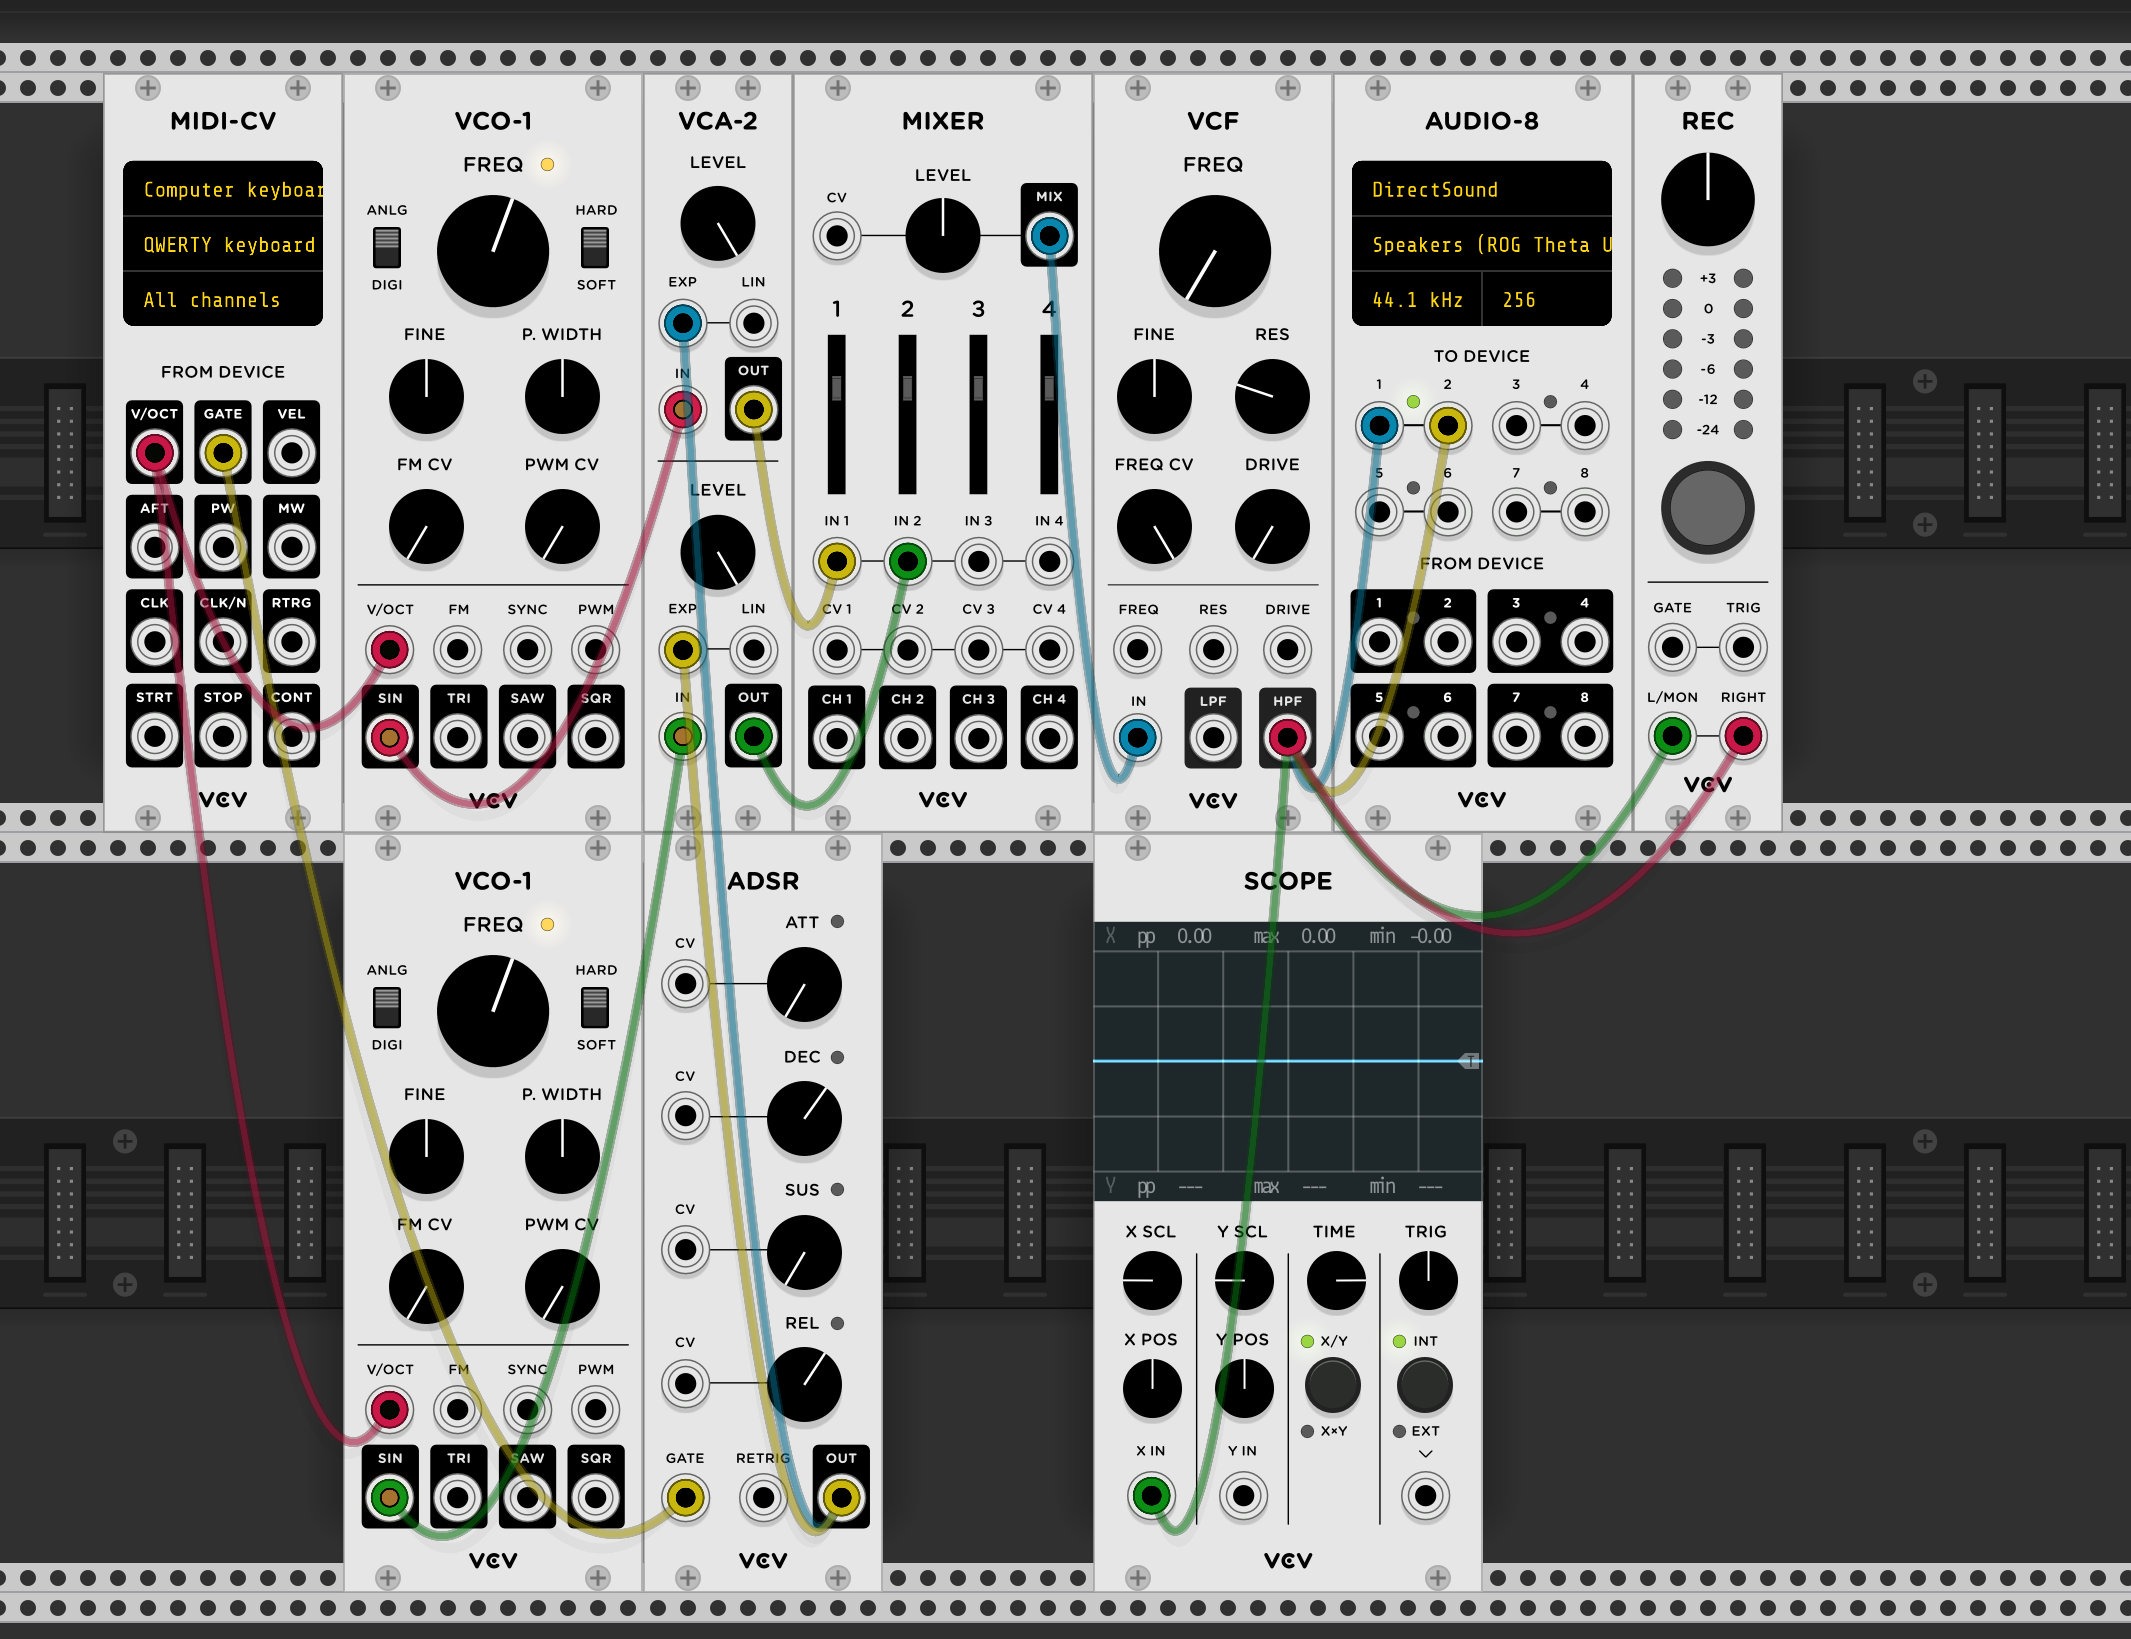 MIDI-CV
Computer keyboar
QWERTY keyboard
All channels
FROM DEVICE
V/OCT GATE VEL
AFT PW MW
CLK CLK/N RTRG
STRT STOP CONT
VCV
VCO-1
FREQ
ANLG HARD
DIGI SOFT
FINE P. WIDTH
FM CV PWM CV
V/OCT FM SYNC PWM
SIN TRI SAW SQR
VCV
VCA-2
LEVEL
EXP LIN
IN OUT
LEVEL
EXP LIN
IN OUT
MIXER
CV LEVEL MIX
1 2 3 4
IN 1 IN 2 IN 3 IN 4
CV 1 CV 2 CV 3 CV 4
CH 1 CH 2 CH 3 CH 4
VCV
VCF
FREQ
FINE RES
FREQ CV DRIVE
FREQ RES DRIVE
IN LPF HPF
VCV
AUDIO-8
DirectSound
Speakers (ROG Theta U
44.1 kHz 256
TO DEVICE
1 2 3 4
5 6 7 8
FROM DEVICE
1 2 3 4
5 6 7 8
VCV
REC
+3
0
-3
-6
-12
-24
GATE TRIG
L/MON RIGHT
VCV
VCO-1
FREQ
ANLG HARD
DIGI SOFT
FINE P. WIDTH
FM CV PWM CV
V/OCT FM SYNC PWM
SIN TRI SAW SQR
VCV
ADSR
ATT
CV
DEC
CV
SUS
CV
REL
CV
GATE RETRIG OUT
VCV
SCOPE
X pp 0.00 max 0.00 min -0.00
T
Y pp --- max --- min ---
X SCL Y SCL TIME TRIG
X POS Y POS X/Y INT
X×Y EXT
X IN Y IN
VCV